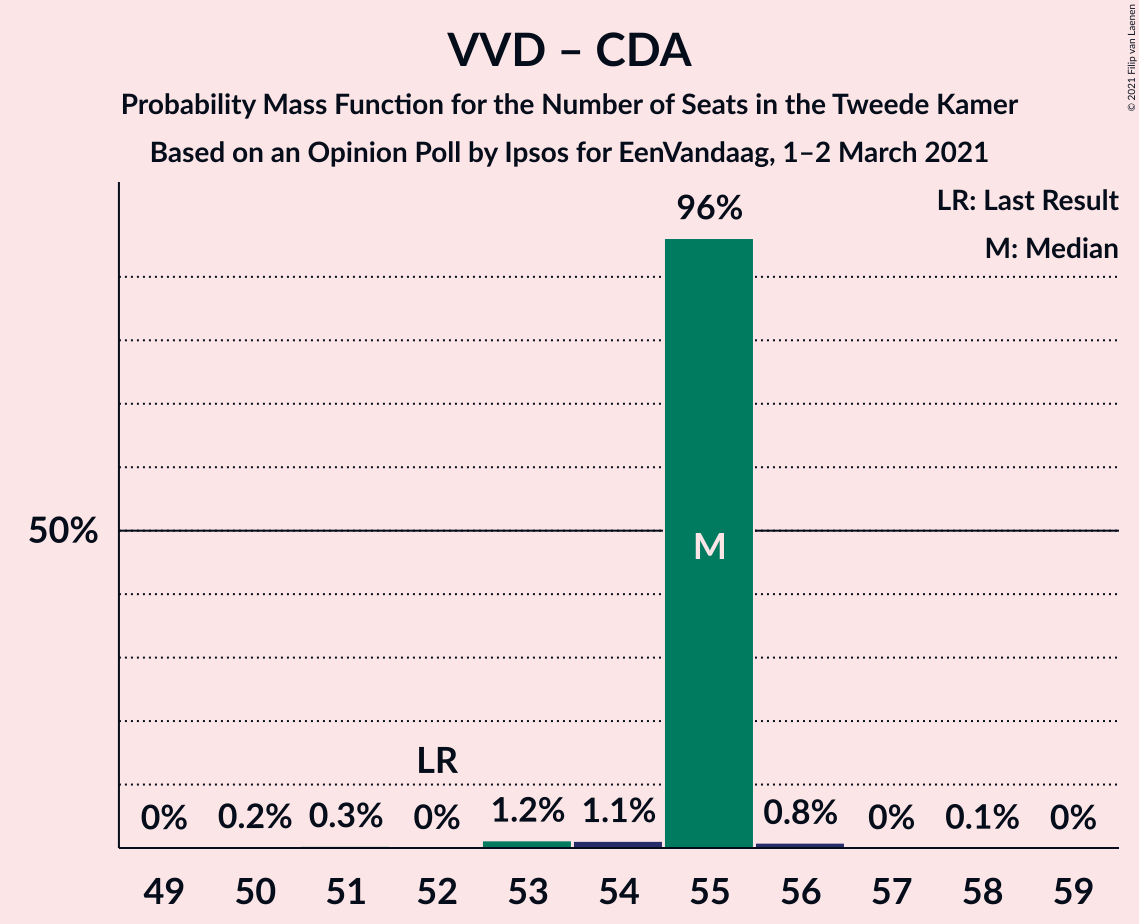 VVD – CDA
Probability Mass Function for the Number of Seats in the Tweede Kamer
Based on an Opinion Poll by Ipsos for EenVandaag, 1–2 March 2021
© 2021 Filip van Laenen
LR: Last Result
M: Median
96%
50%
M
LR
0% 0.2% 0.3% 0% 1.2% 1.1% 0.8% 0% 0.1% 0%
49 50 51 52 53 54 55 56 57 58 59